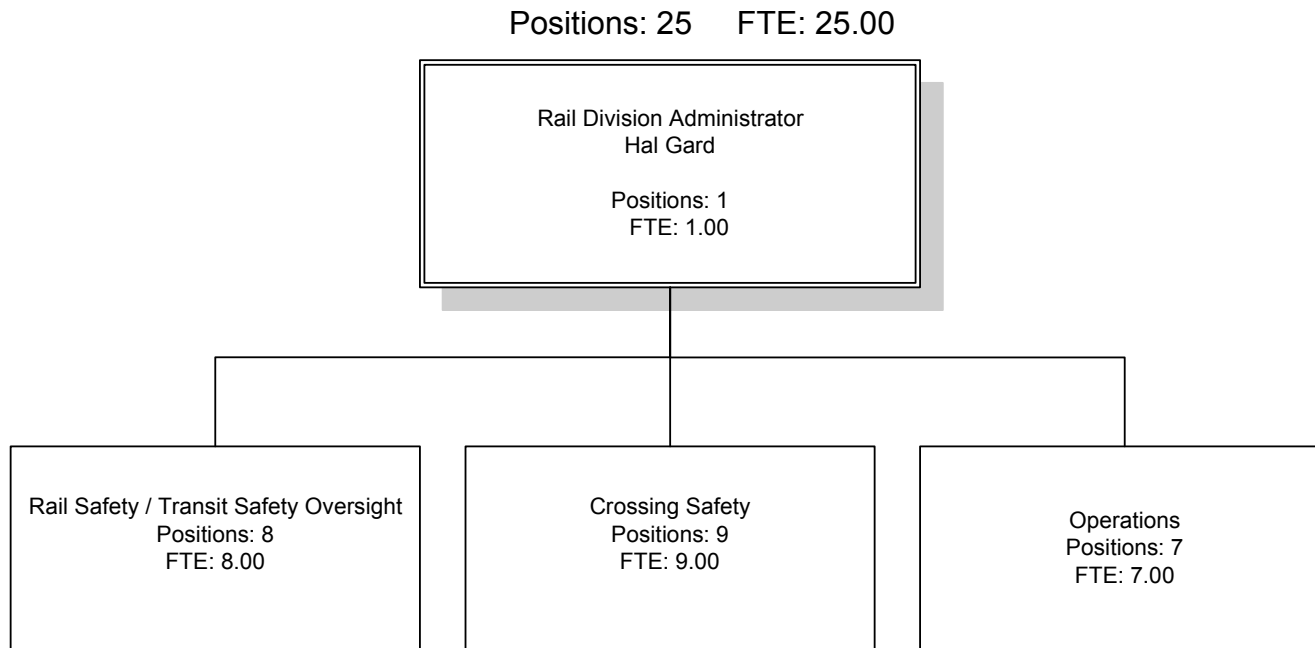 Positions: 25 FTE: 25.00
Rail Division Administrator
Hal Gard
Positions: 1
FTE: 1.00
Rail Safety / Transit Safety Oversight
Positions: 8
FTE: 8.00
Crossing Safety
Positions: 9
FTE: 9.00
Operations
Positions: 7
FTE: 7.00